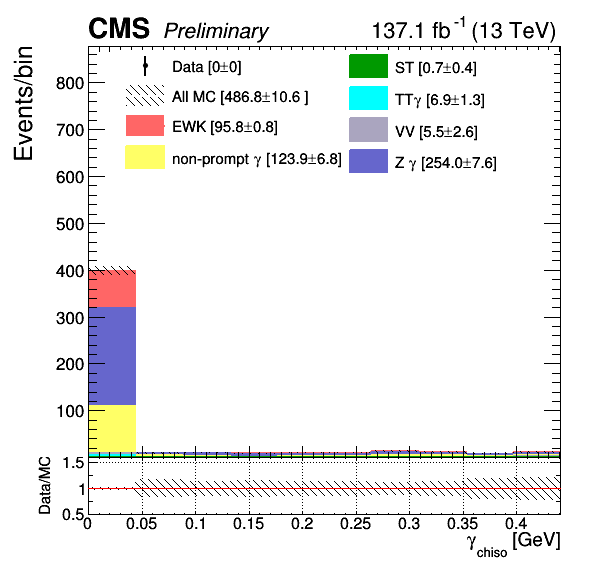 CMS Preliminary 137.1 fb⁻¹ (13 TeV)
Events/bin
800
700
600
500
400
300
200
100
Data [0±0]
All MC [486.8±10.6 ]
EWK [95.8±0.8]
non-prompt γ [123.9±6.8]
ST [0.7±0.4]
TTγ [6.9±1.3]
VV [5.5±2.6]
Z γ [254.0±7.6]
Data/MC
1.5
1
0.5
0 0.05 0.1 0.15 0.2 0.25 0.3 0.35 0.4
γchiso [GeV]